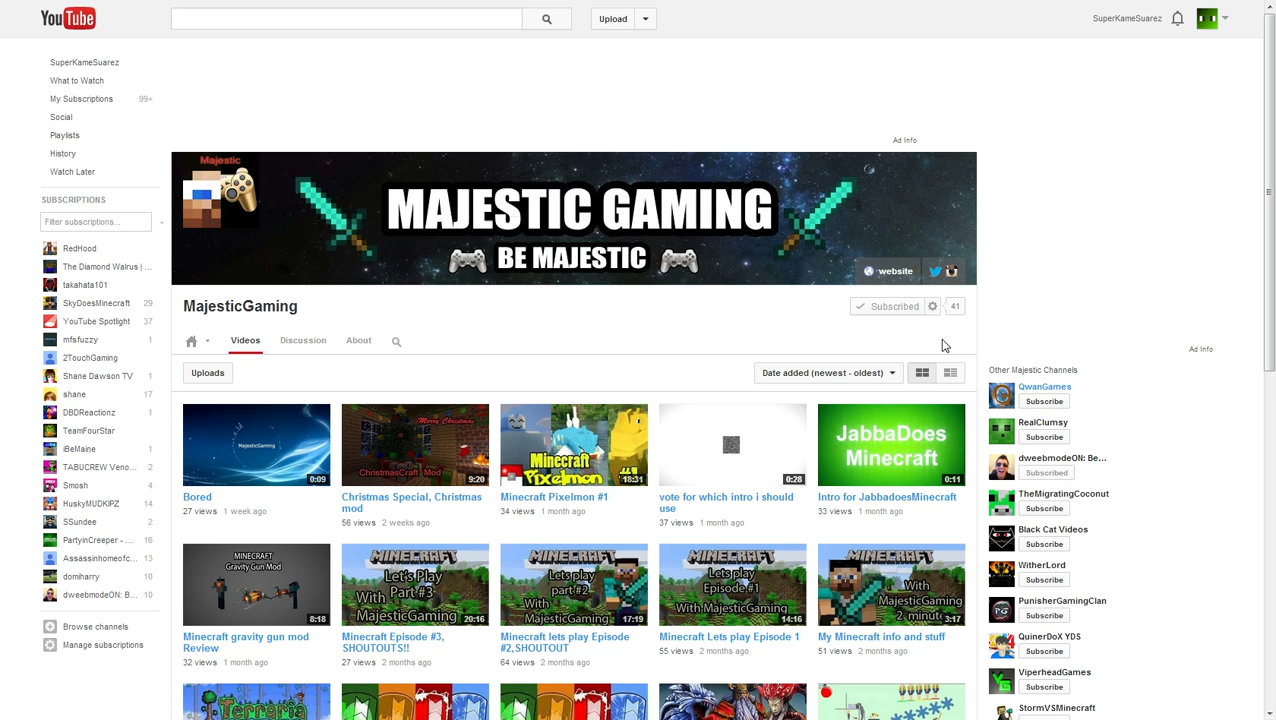 YouTube
Upload
SuperKameSuarez
SuperKameSuarez
What to Watch
My Subscriptions 99+
Social
Playlists
History
Watch Later
SUBSCRIPTIONS
Filter subscriptions...
RedHood
The Diamond Walrus | ...
takahata101
SkyDoesMinecraft 29
YouTube Spotlight 37
mfsfuzzy 1
2TouchGaming
Shane Dawson TV 1
shane 17
DBDReactionz 1
TeamFourStar
iBeMaine 1
TABUCREW Veno... 2
Smosh 4
HuskyMUDKIPZ 14
SSundee 2
PartyinCreeper - ... 16
Assassinhomeofc... 13
domiharry 10
dweebmodeON: B... 10
Browse channels
Manage subscriptions
Ad Info
Majestic
MAJESTIC GAMING
BE MAJESTIC
website
MajesticGaming
Subscribed 41
Videos Discussion About
Uploads
Date added (newest - oldest)
MajesticGaming
0:09
Bored
27 views 1 week ago
Merry Christmas
ChristmasCraft Mod
9:20
Christmas Special, Christmas
mod
56 views 2 weeks ago
Minecraft
Pixelmon #1
18:31
Minecraft Pixelmon #1
34 views 1 month ago
0:28
vote for which intro i should
use
37 views 1 month ago
JabbaDoes
Minecraft
0:11
Intro for JabbadoesMinecraft
33 views 1 month ago
MINECRAFT
Gravity Gun Mod
8:18
Minecraft gravity gun mod
Review
32 views 1 month ago
MINECRAFT
Let's Play
Part #3
With
MajesticGaming
20:16
Minecraft Episode #3,
SHOUTOUTS!!
27 views 2 months ago
MINECRAFT
Lets play
part #2
With
MajesticGaming
17:19
Minecraft lets play Episode
#2,SHOUTOUT
64 views 2 months ago
MINECRAFT
Lets play
Episode #1
With MajesticGaming
14:16
Minecraft Lets play Episode 1
55 views 2 months ago
MINECRAFT
With
MajesticGaming
2 minute
3:17
My Minecraft info and stuff
51 views 2 months ago
Terraria
Ad Info
Other Majestic Channels
QwanGames
Subscribe
RealClumsy
Subscribe
dweebmodeON: Be...
Subscribed
TheMigratingCoconut
Subscribe
Black Cat Videos
Subscribe
WitherLord
Subscribe
PunisherGamingClan
Subscribe
QuinerDoX YDS
Subscribe
ViperheadGames
Subscribe
StormVSMinecraft